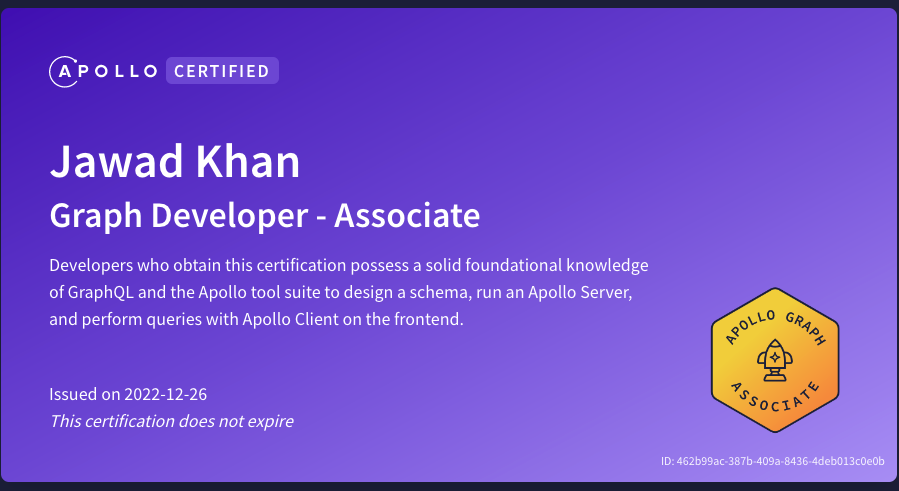 APOLLO CERTIFIED
Jawad Khan
Graph Developer - Associate
Developers who obtain this certification possess a solid foundational knowledge
of GraphQL and the Apollo tool suite to design a schema, run an Apollo Server,
and perform queries with Apollo Client on the frontend.
APOLLO GRAPH
ASSOCIATE
Issued on 2022-12-26
This certification does not expire
ID: 462b99ac-387b-409a-8436-4deb013c0e0b